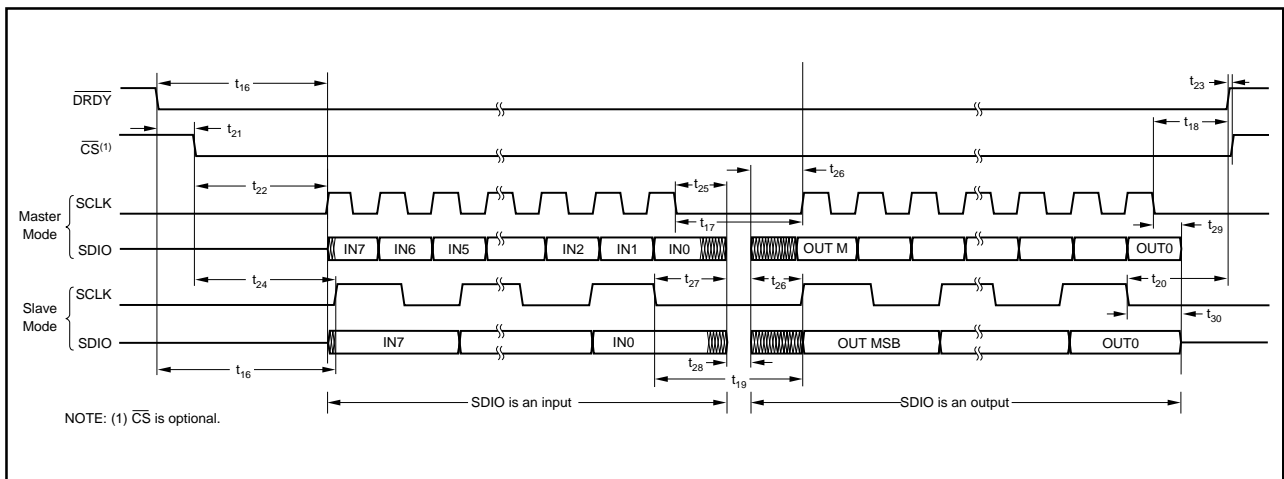 t16
DRDY
t23
t21
t18
CS(1)
t22
t25
t26
SCLK
Master
Mode
t17
t29
SDIO
IN7 IN6 IN5 IN2 IN1 IN0 OUT M OUT0
t24
t27
t26
t20
SCLK
Slave
Mode
t30
SDIO
IN7 IN0 OUT MSB OUT0
t28
t16
t19
SDIO is an input
SDIO is an output
NOTE: (1) CS is optional.